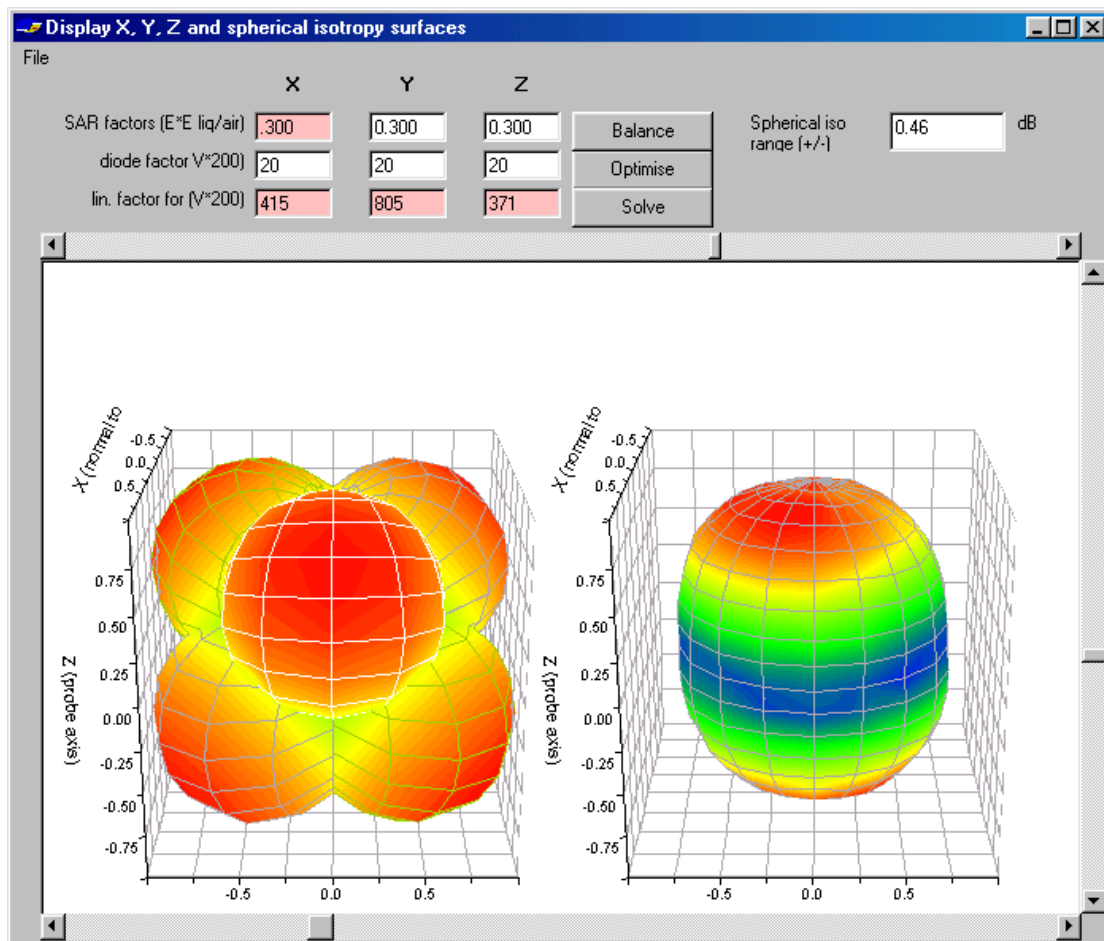 Display X, Y, Z and spherical isotropy surfaces
File
X Y Z
SAR factors (E*E liq/air) .300 0.300 0.300 Balance Spherical iso range (+/-) 0.46 dB
diode factor V*200) 20 20 20 Optimise
lin. factor for (V*200) 415 805 371 Solve
X (normal to
-0.5
0.0
0.5
0.75
0.50
0.25
0.00
-0.25
-0.50
-0.75
Z (probe axis)
-0.5 0.0 0.5
X (normal to
-0.5
0.0
0.5
0.75
0.50
0.25
0.00
-0.25
-0.50
-0.75
Z (probe axis)
-0.5 0.0 0.5